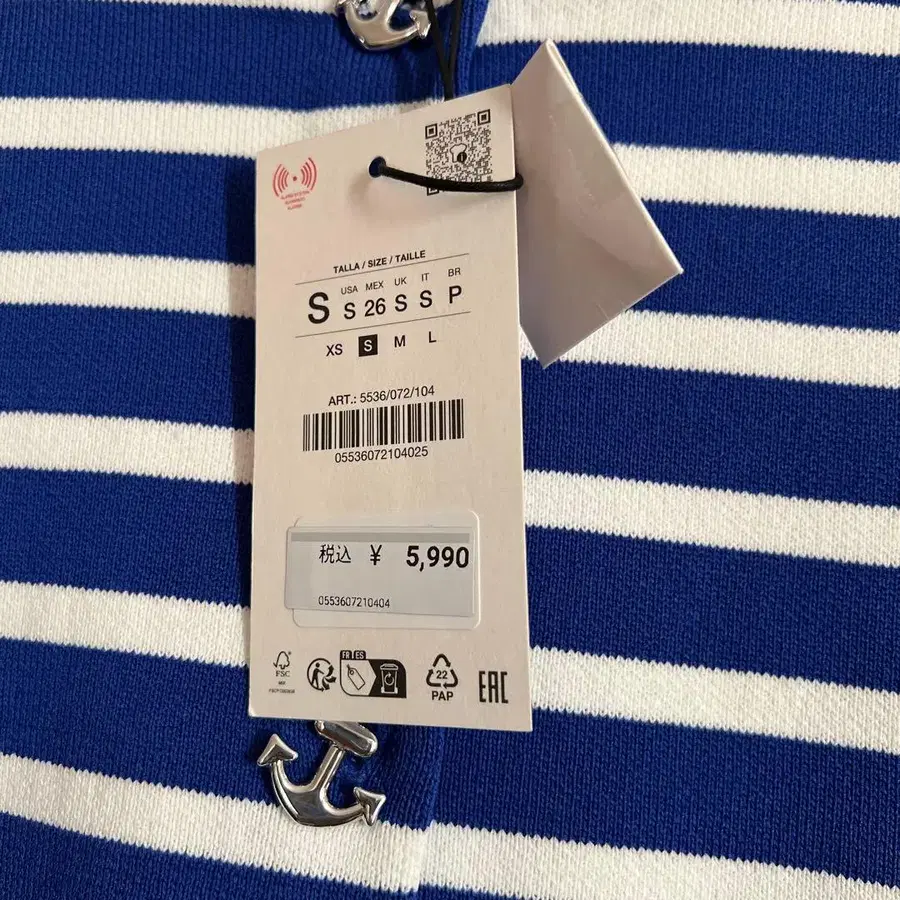 TALLA / SIZE / TAILLE
USA MEX UK IT BR
S S 26 S S P
XS S M L
ART.: 5536/072/104
05536072104025
税込 ¥ 5,990
0553607210404
FSC
FR ES
22
PAP
EAC